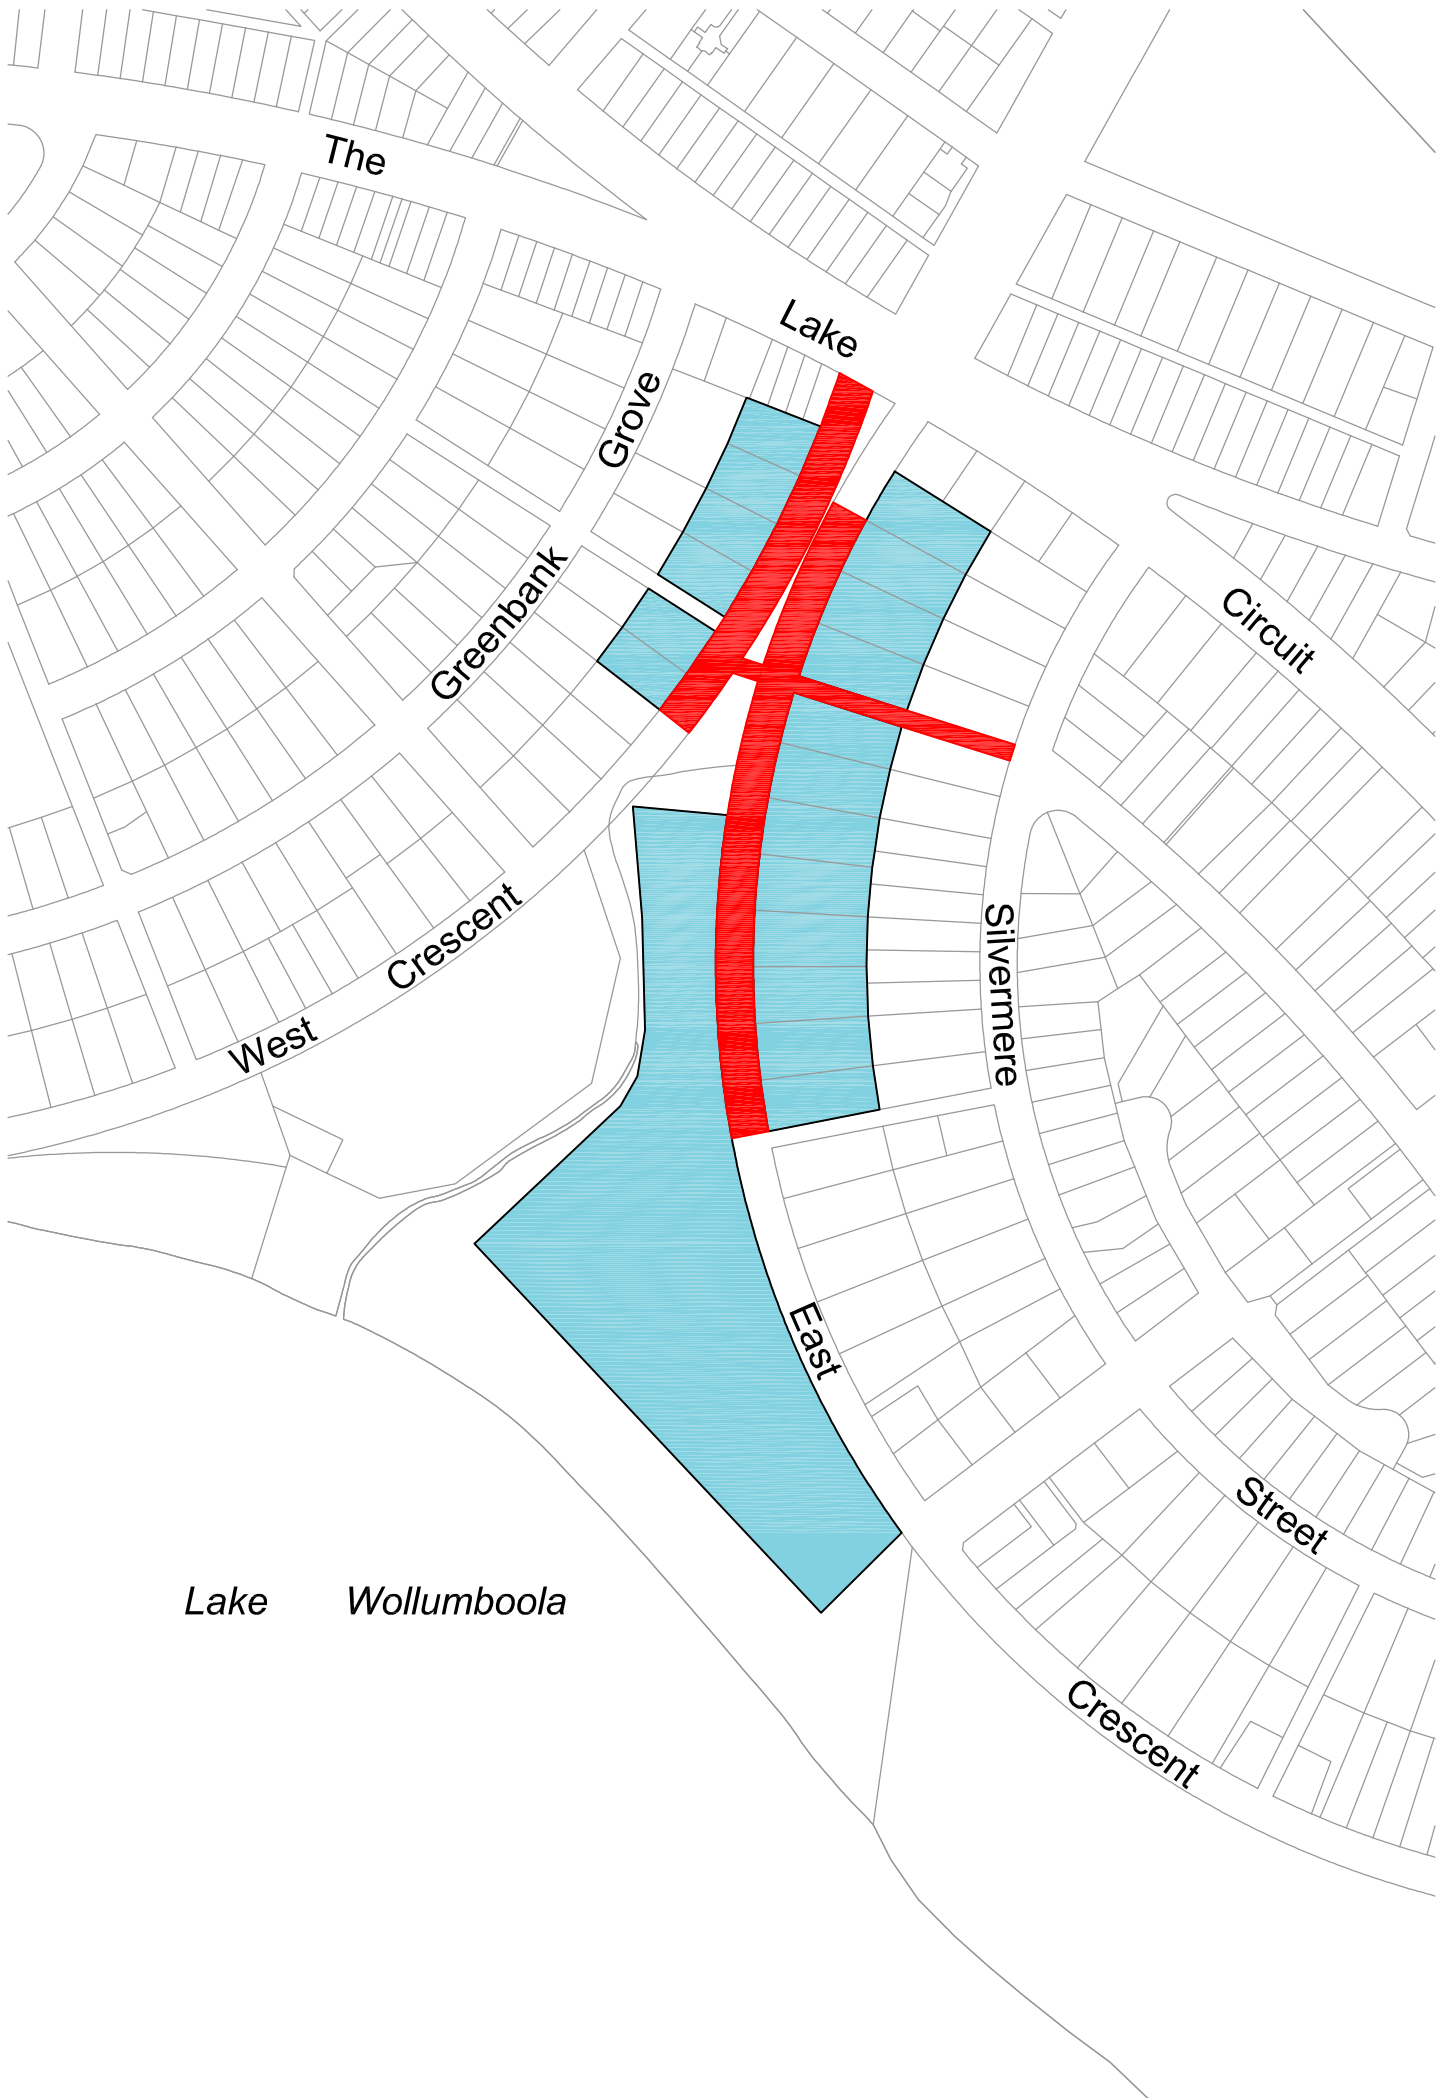 The
Lake
Grove
Greenbank
Circuit
Silvermere
West
Crescent
East
Street
Lake Wollumboola
Crescent